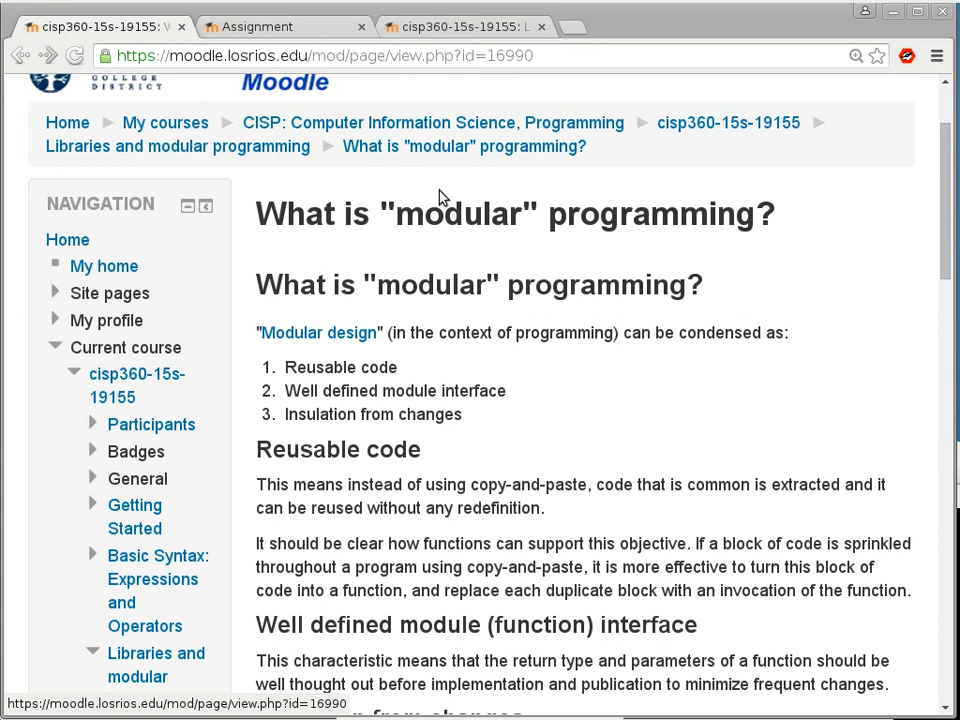 cisp360-15s-19155: W
Assignment
cisp360-15s-19155: L
https://moodle.losrios.edu/mod/page/view.php?id=16990
COLLEGE
DISTRICT
Moodle
Home My courses CISP: Computer Information Science, Programming cisp360-15s-19155
Libraries and modular programming What is "modular" programming?
NAVIGATION
Home
My home
Site pages
My profile
Current course
cisp360-15s-
19155
Participants
Badges
General
Getting
Started
Basic Syntax:
Expressions
and
Operators
Libraries and
modular
What is "modular" programming?
What is "modular" programming?
"Modular design" (in the context of programming) can be condensed as:
1. Reusable code
2. Well defined module interface
3. Insulation from changes
Reusable code
This means instead of using copy-and-paste, code that is common is extracted and it
can be reused without any redefinition.
It should be clear how functions can support this objective. If a block of code is sprinkled
throughout a program using copy-and-paste, it is more effective to turn this block of
code into a function, and replace each duplicate block with an invocation of the function.
Well defined module (function) interface
This characteristic means that the return type and parameters of a function should be
well thought out before implementation and publication to minimize frequent changes.
from changes
https://moodle.losrios.edu/mod/page/view.php?id=16990